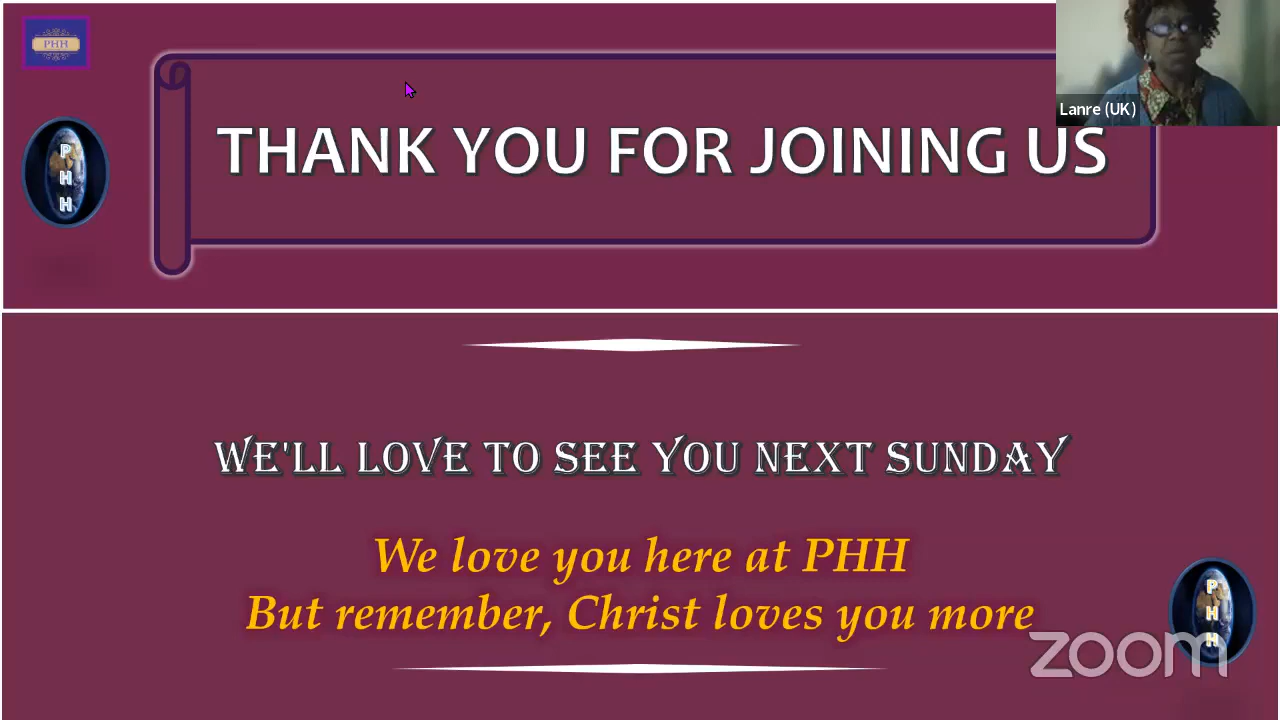 PHH
Lanre (UK)
P
H
H
THANK YOU FOR JOINING US
WE'LL LOVE TO SEE YOU NEXT SUNDAY
We love you here at PHH
But remember, Christ loves you more
P
H
H
zoom